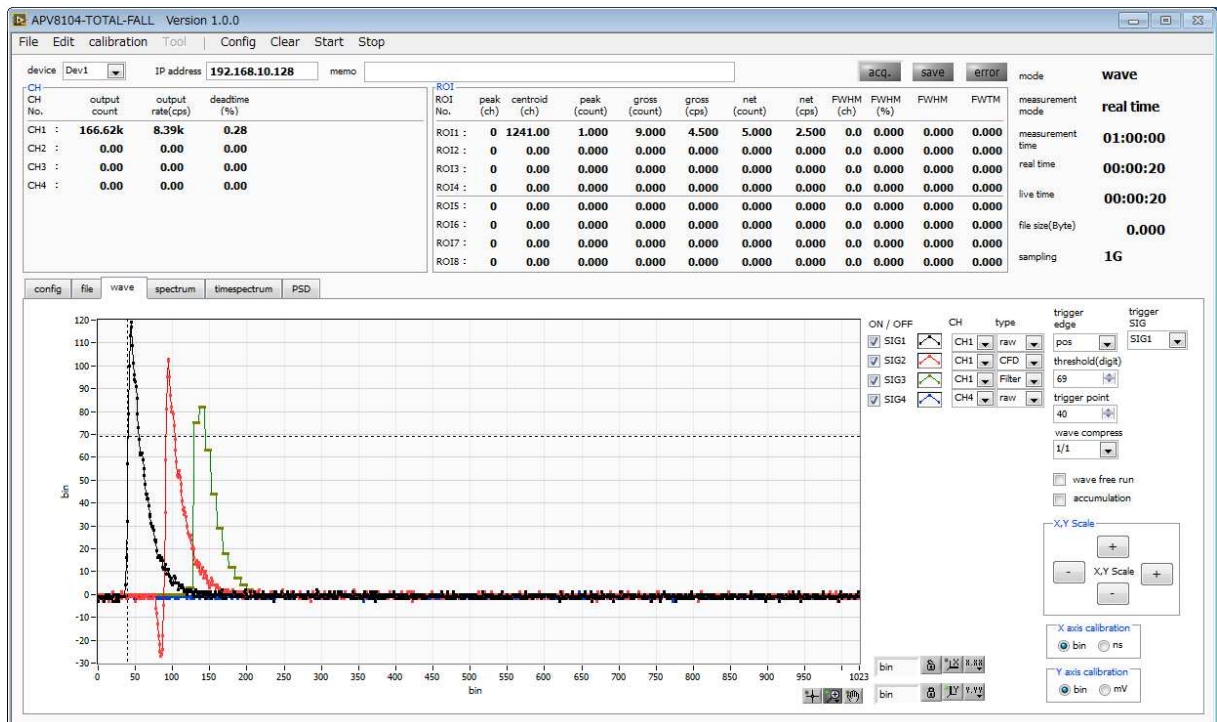 APV8104-TOTAL-FALL Version 1.0.0
File Edit calibration Tool | Config Clear Start Stop
device Dev1 IP address 192.168.10.128 memo acq. save error
mode wave
measurement mode real time
measurement time 01:00:00
real time 00:00:20
live time 00:00:20
file size(Byte) 0.000
sampling 1G
CH
CH No. output count output rate(cps) deadtime (%)
CH1 : 166.62k 8.39k 0.28
CH2 : 0.00 0.00 0.00
CH3 : 0.00 0.00 0.00
CH4 : 0.00 0.00 0.00
ROI
ROI No. peak (ch) centroid (ch) peak (count) gross (count) gross (cps) net (count) net (cps) FWHM (ch) FWHM (%) FWHM FWTM
ROI1 : 0 1241.00 1.000 9.000 4.500 5.000 2.500 0.0 0.000 0.000 0.000
ROI2 : 0 0.00 0.000 0.000 0.000 0.000 0.000 0.0 0.000 0.000 0.000
ROI3 : 0 0.00 0.000 0.000 0.000 0.000 0.000 0.0 0.000 0.000 0.000
ROI4 : 0 0.00 0.000 0.000 0.000 0.000 0.000 0.0 0.000 0.000 0.000
ROI5 : 0 0.00 0.000 0.000 0.000 0.000 0.000 0.0 0.000 0.000 0.000
ROI6 : 0 0.00 0.000 0.000 0.000 0.000 0.000 0.0 0.000 0.000 0.000
ROI7 : 0 0.00 0.000 0.000 0.000 0.000 0.000 0.0 0.000 0.000 0.000
ROI8 : 0 0.00 0.000 0.000 0.000 0.000 0.000 0.0 0.000 0.000 0.000
config file wave spectrum timespectrum PSD
120
110
100
90
80
70
60
50
40
30
20
10
0
-10
-20
-30
bin
0 50 100 150 200 250 300 350 400 450 500 550 600 650 700 750 800 850 900 950 1023
bin
ON / OFF CH type
SIG1 CH1 raw
SIG2 CH1 CFD
SIG3 CH1 Filter
SIG4 CH4 raw
trigger edge
pos
trigger SIG
SIG1
threshold(digit)
69
trigger point
40
wave compress
1/1
wave free run
accumulation
X,Y Scale
+
- X,Y Scale +
-
X axis calibration
bin ns
Y axis calibration
bin mV
bin X X.XX
bin Y Y.YY